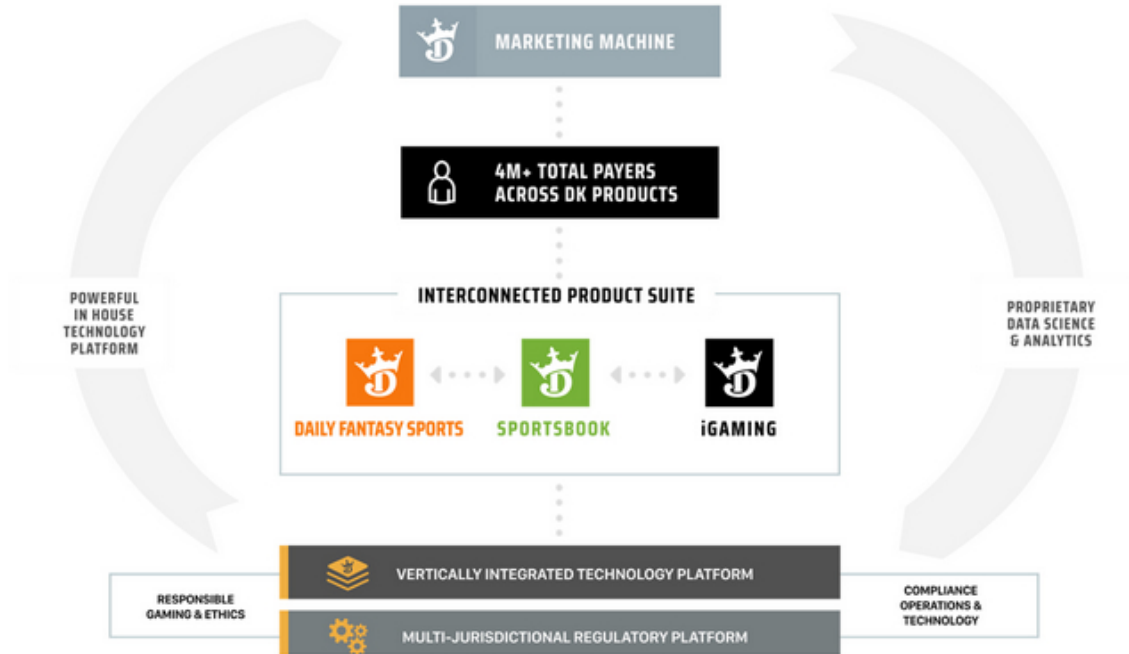 MARKETING MACHINE
4M+ TOTAL PAYERS
ACROSS DK PRODUCTS
POWERFUL
IN HOUSE
TECHNOLOGY
PLATFORM
INTERCONNECTED PRODUCT SUITE
PROPRIETARY
DATA SCIENCE
& ANALYTICS
DAILY FANTASY SPORTS
SPORTSBOOK
iGAMING
RESPONSIBLE
GAMING & ETHICS
VERTICALLY INTEGRATED TECHNOLOGY PLATFORM
MULTI-JURISDICTIONAL REGULATORY PLATFORM
COMPLIANCE
OPERATIONS &
TECHNOLOGY